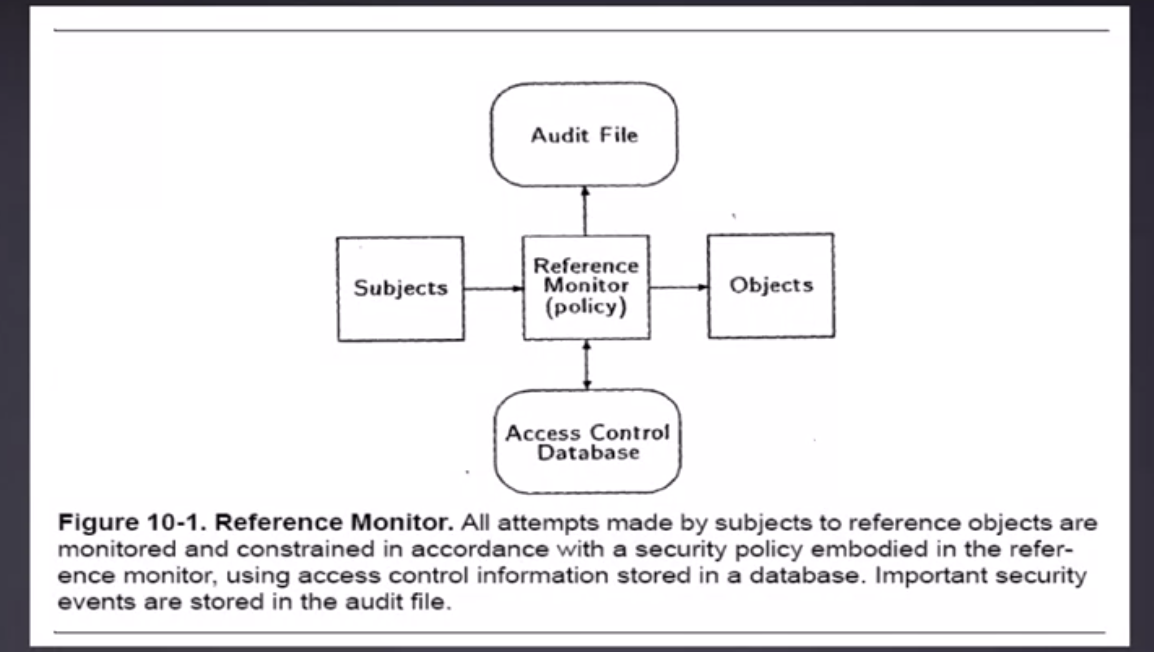 Audit File
Subjects
Reference
Monitor
(policy)
Objects
Access Control
Database
Figure 10-1. Reference Monitor. All attempts made by subjects to reference objects are
monitored and constrained in accordance with a security policy embodied in the refer-
ence monitor, using access control information stored in a database. Important security
events are stored in the audit file.